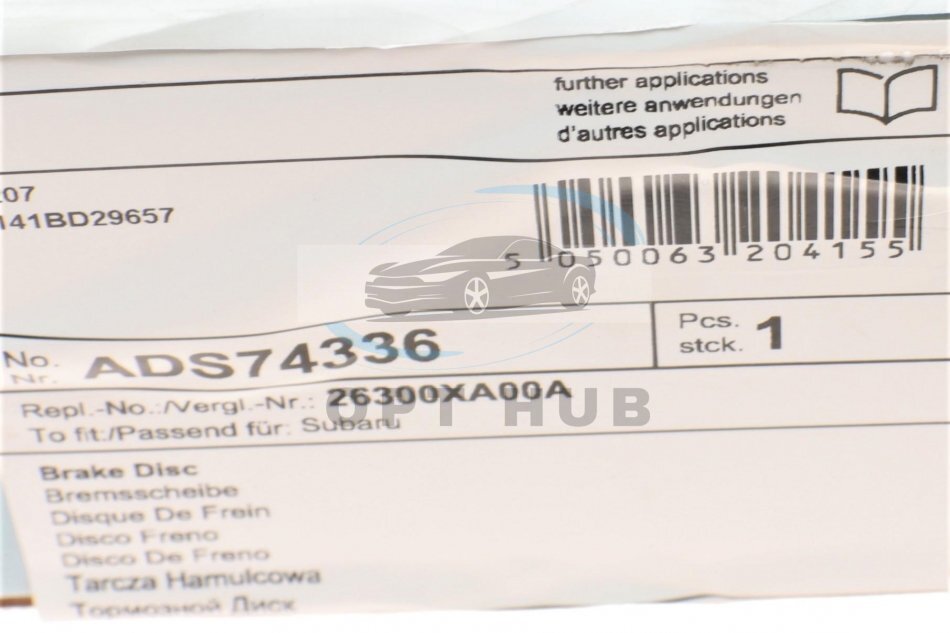 further applications
weitere anwendungen
d'autres applications
:07
141BD29657
5 050063 204155
No. ADS74336
Nr.
Pcs. 1
stck.
Repl.-No.:/Vergl.-Nr.: 26300XA00A
OPT HUB
To fit:/Passend für: Subaru
Brake Disc
Bremsscheibe
Disque De Frein
Disco Freno
Disco De Freno
Tarcza Hamulcowa
Тормозной Диск